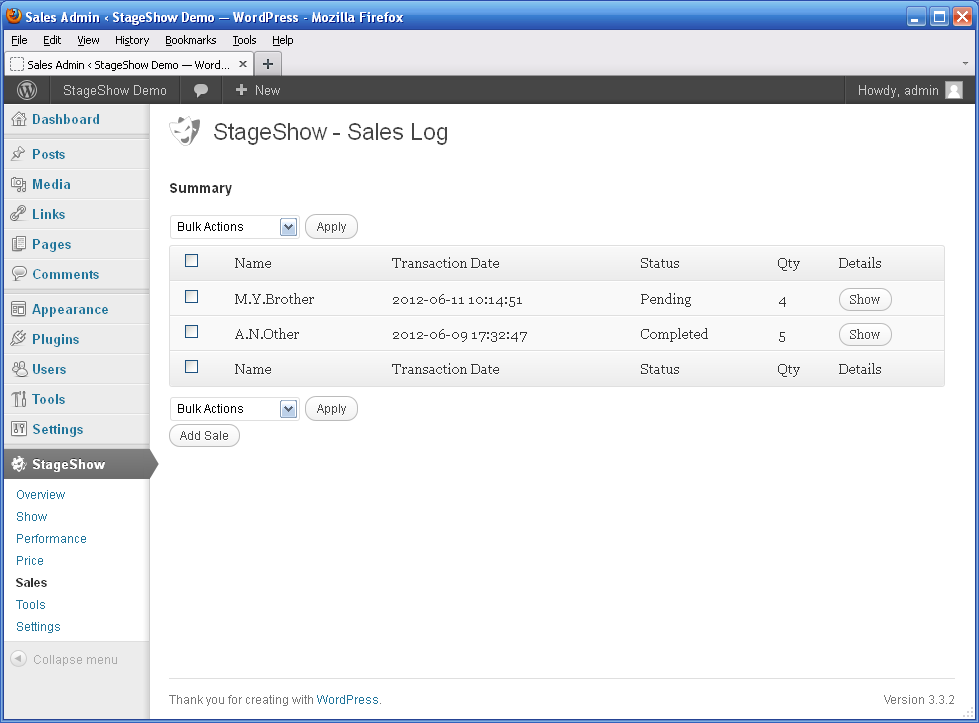 Sales Admin ‹ StageShow Demo — WordPress - Mozilla Firefox
File Edit View History Bookmarks Tools Help
Sales Admin ‹ StageShow Demo — Word... × +
StageShow Demo + New Howdy, admin
Dashboard
Posts
Media
Links
Pages
Comments
Appearance
Plugins
Users
Tools
Settings
StageShow
Overview
Show
Performance
Price
Sales
Tools
Settings
Collapse menu
StageShow - Sales Log
Summary
Bulk Actions Apply
Name Transaction Date Status Qty Details
M.Y.Brother 2012-06-11 10:14:51 Pending 4 Show
A.N.Other 2012-06-09 17:32:47 Completed 5 Show
Name Transaction Date Status Qty Details
Bulk Actions Apply
Add Sale
Thank you for creating with WordPress. Version 3.3.2